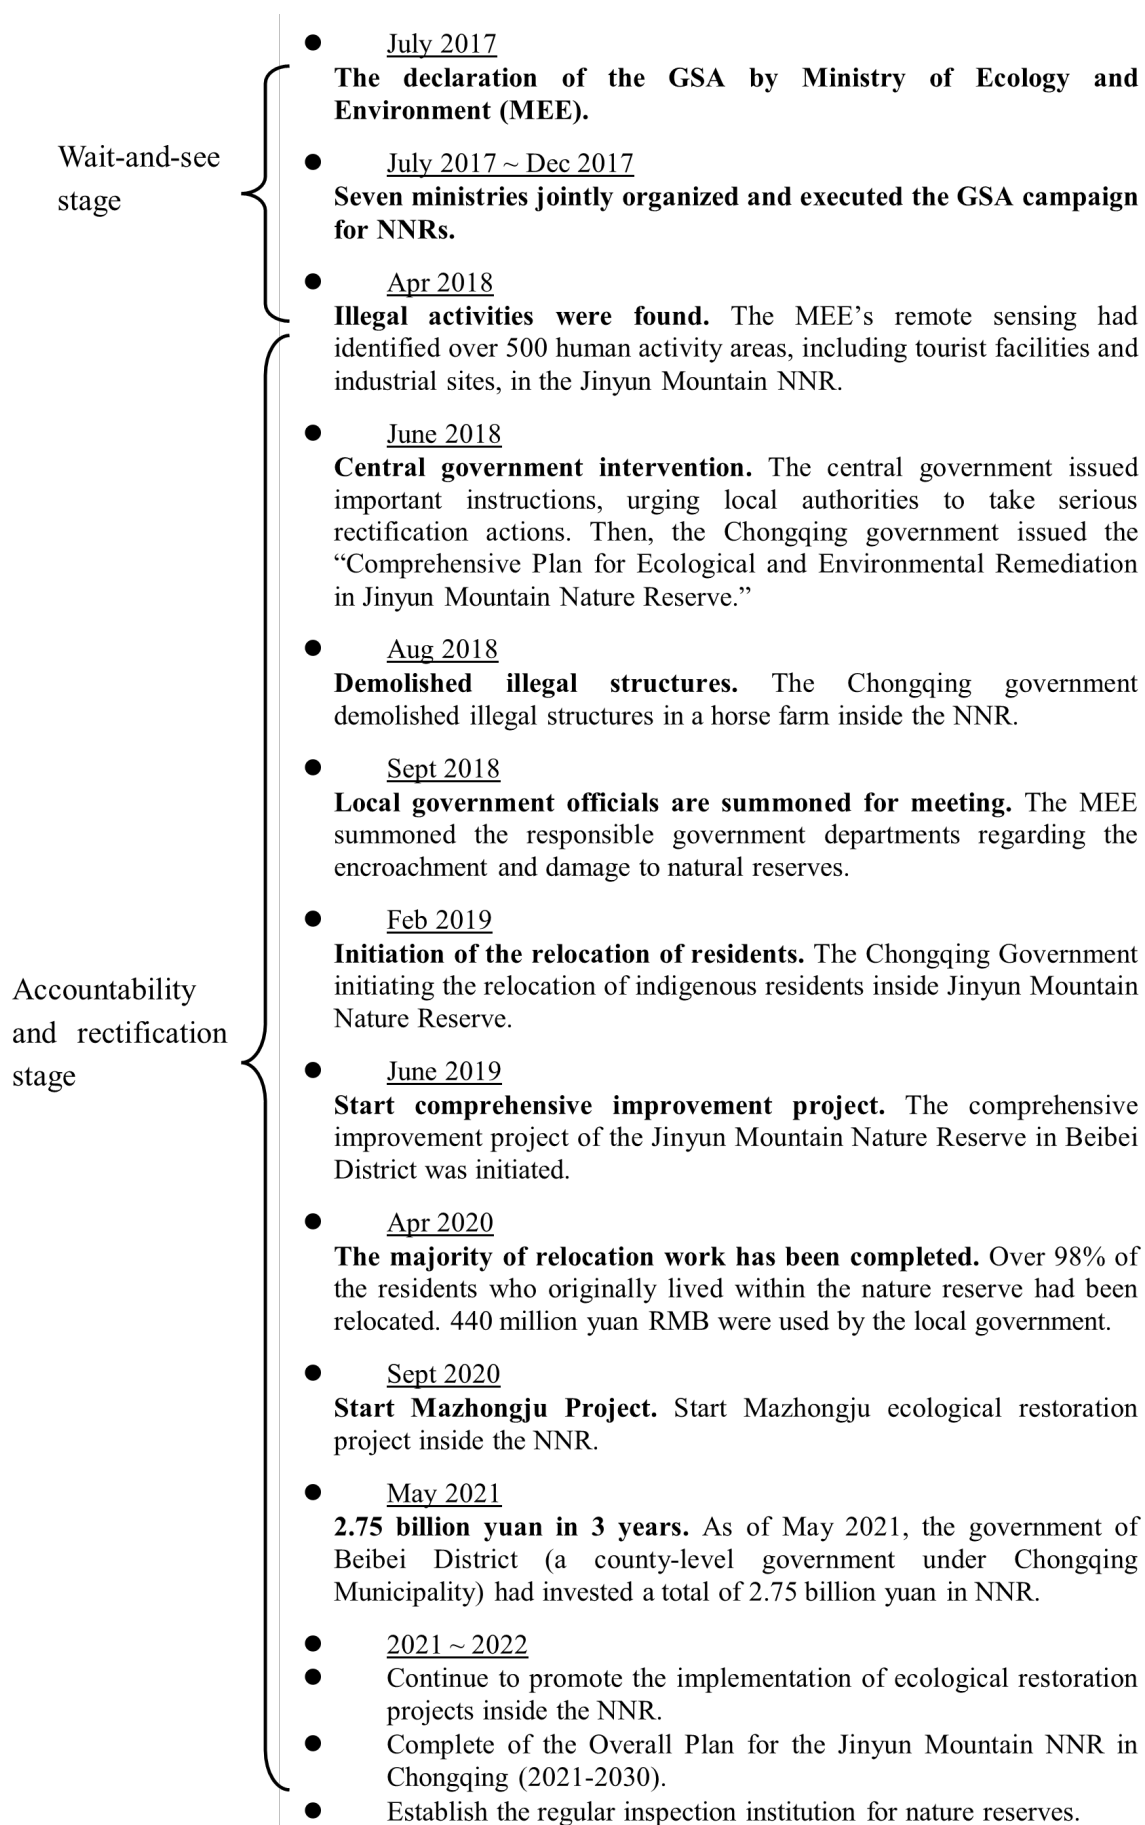 July 2017
The declaration of the GSA by Ministry of Ecology and
Environment (MEE).
Wait-and-see
stage
July 2017 ~ Dec 2017
Seven ministries jointly organized and executed the GSA campaign
for NNRs.
Apr 2018
Illegal activities were found. The MEE’s remote sensing had
identified over 500 human activity areas, including tourist facilities and
industrial sites, in the Jinyun Mountain NNR.
June 2018
Central government intervention. The central government issued
important instructions, urging local authorities to take serious
rectification actions. Then, the Chongqing government issued the
“Comprehensive Plan for Ecological and Environmental Remediation
in Jinyun Mountain Nature Reserve.”
Aug 2018
Demolished illegal structures. The Chongqing government
demolished illegal structures in a horse farm inside the NNR.
Sept 2018
Local government officials are summoned for meeting. The MEE
summoned the responsible government departments regarding the
encroachment and damage to natural reserves.
Feb 2019
Initiation of the relocation of residents. The Chongqing Government
initiating the relocation of indigenous residents inside Jinyun Mountain
Nature Reserve.
Accountability
and rectification
stage
June 2019
Start comprehensive improvement project. The comprehensive
improvement project of the Jinyun Mountain Nature Reserve in Beibei
District was initiated.
Apr 2020
The majority of relocation work has been completed. Over 98% of
the residents who originally lived within the nature reserve had been
relocated. 440 million yuan RMB were used by the local government.
Sept 2020
Start Mazhongju Project. Start Mazhongju ecological restoration
project inside the NNR.
May 2021
2.75 billion yuan in 3 years. As of May 2021, the government of
Beibei District (a county-level government under Chongqing
Municipality) had invested a total of 2.75 billion yuan in NNR.
2021 ~ 2022
Continue to promote the implementation of ecological restoration
projects inside the NNR.
Complete of the Overall Plan for the Jinyun Mountain NNR in
Chongqing (2021-2030).
Establish the regular inspection institution for nature reserves.